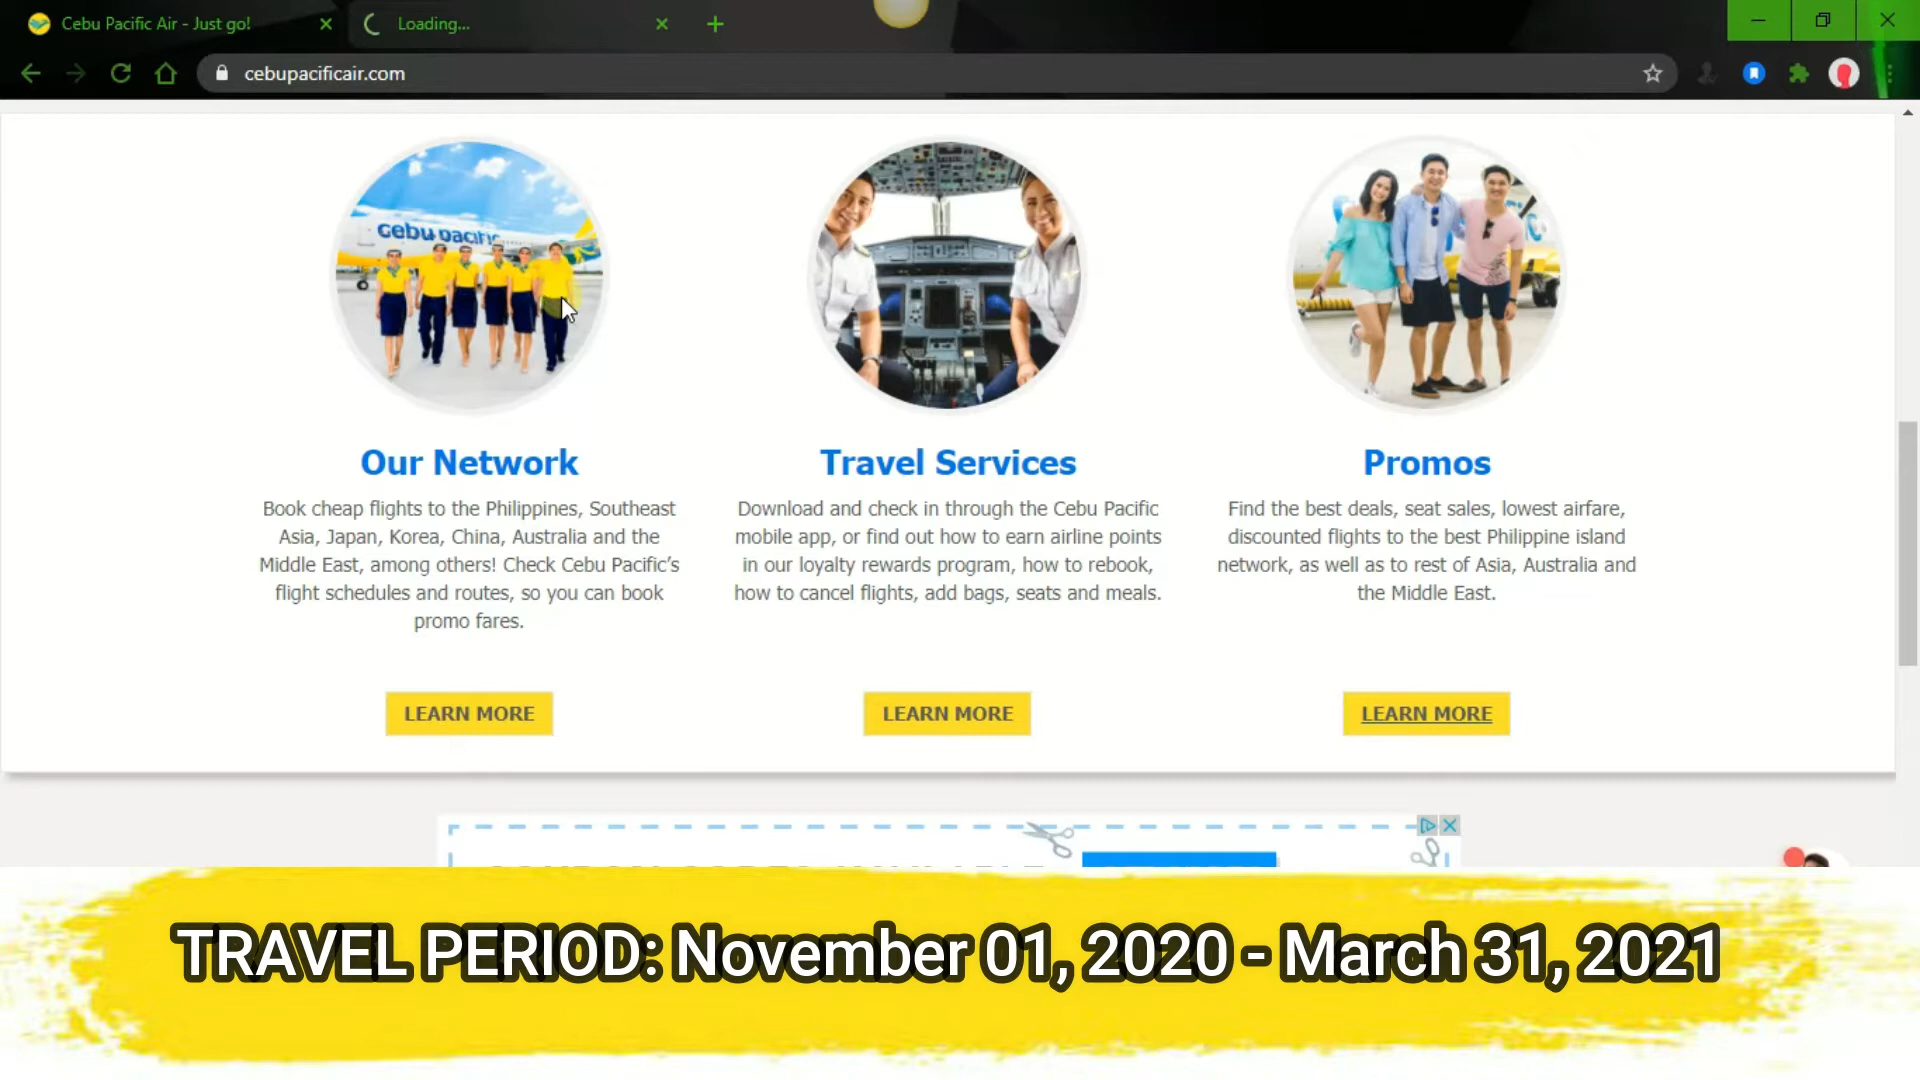 Cebu Pacific Air - Just go!
Loading...
cebupacificair.com
cebu pacific
Our Network
Book cheap flights to the Philippines, Southeast
Asia, Japan, Korea, China, Australia and the
Middle East, among others! Check Cebu Pacific's
flight schedules and routes, so you can book
promo fares.
LEARN MORE
Travel Services
Download and check in through the Cebu Pacific
mobile app, or find out how to earn airline points
in our loyalty rewards program, how to rebook,
how to cancel flights, add bags, seats and meals.
LEARN MORE
Promos
Find the best deals, seat sales, lowest airfare,
discounted flights to the best Philippine island
network, as well as to rest of Asia, Australia and
the Middle East.
LEARN MORE
TRAVEL PERIOD: November 01, 2020 - March 31, 2021